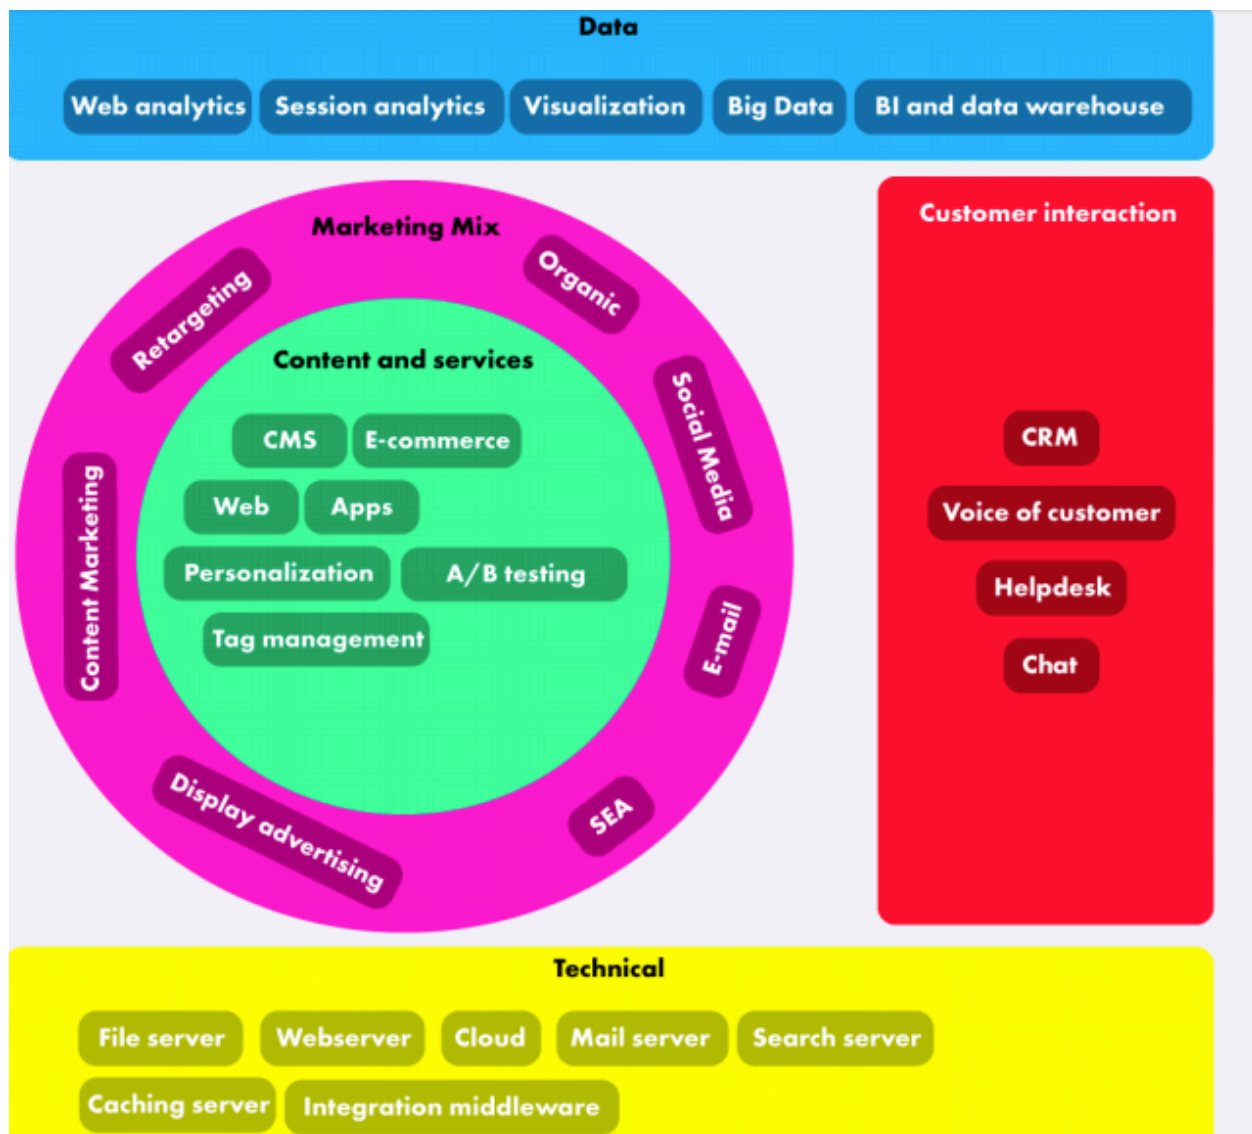 Data
Web analytics
Session analytics
Visualization
Big Data
BI and data warehouse
Marketing Mix
Retargeting
Organic
Social Media
E-mail
SEA
Display advertising
Content Marketing
Content and services
CMS
E-commerce
Web
Apps
Personalization
A/B testing
Tag management
Customer interaction
CRM
Voice of customer
Helpdesk
Chat
Technical
File server
Webserver
Cloud
Mail server
Search server
Caching server
Integration middleware